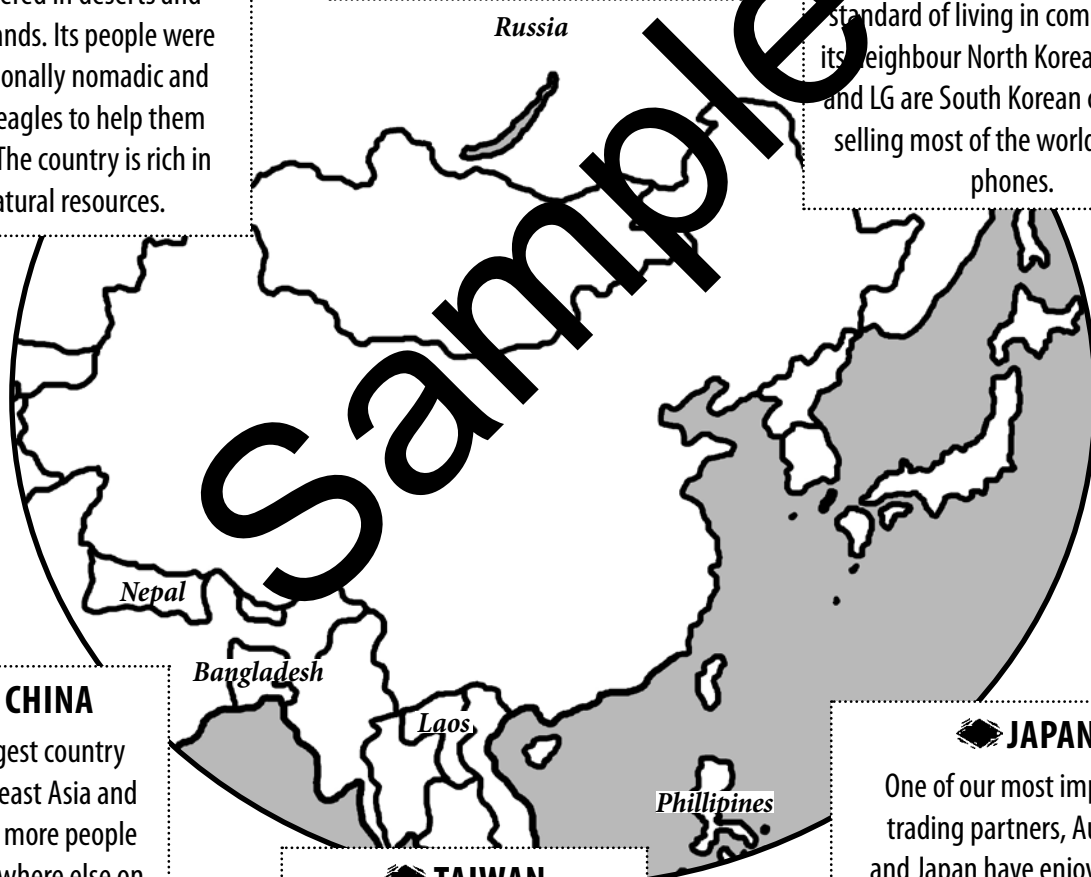 ered in deserts and
ands. Its people were
onally nomadic and
eagles to help them
The country is rich in
atural resources.
Russia
standard of living in com
its neighbour North Korea
and LG are South Korean
selling most of the world
phones.
Sample
Nepal
Bangladesh
Laos
Phillipines
CHINA
gest country
east Asia and
more people
where else on
TAIWAN
JAPAN
One of our most imp
trading partners, Au
and Japan have enjoy